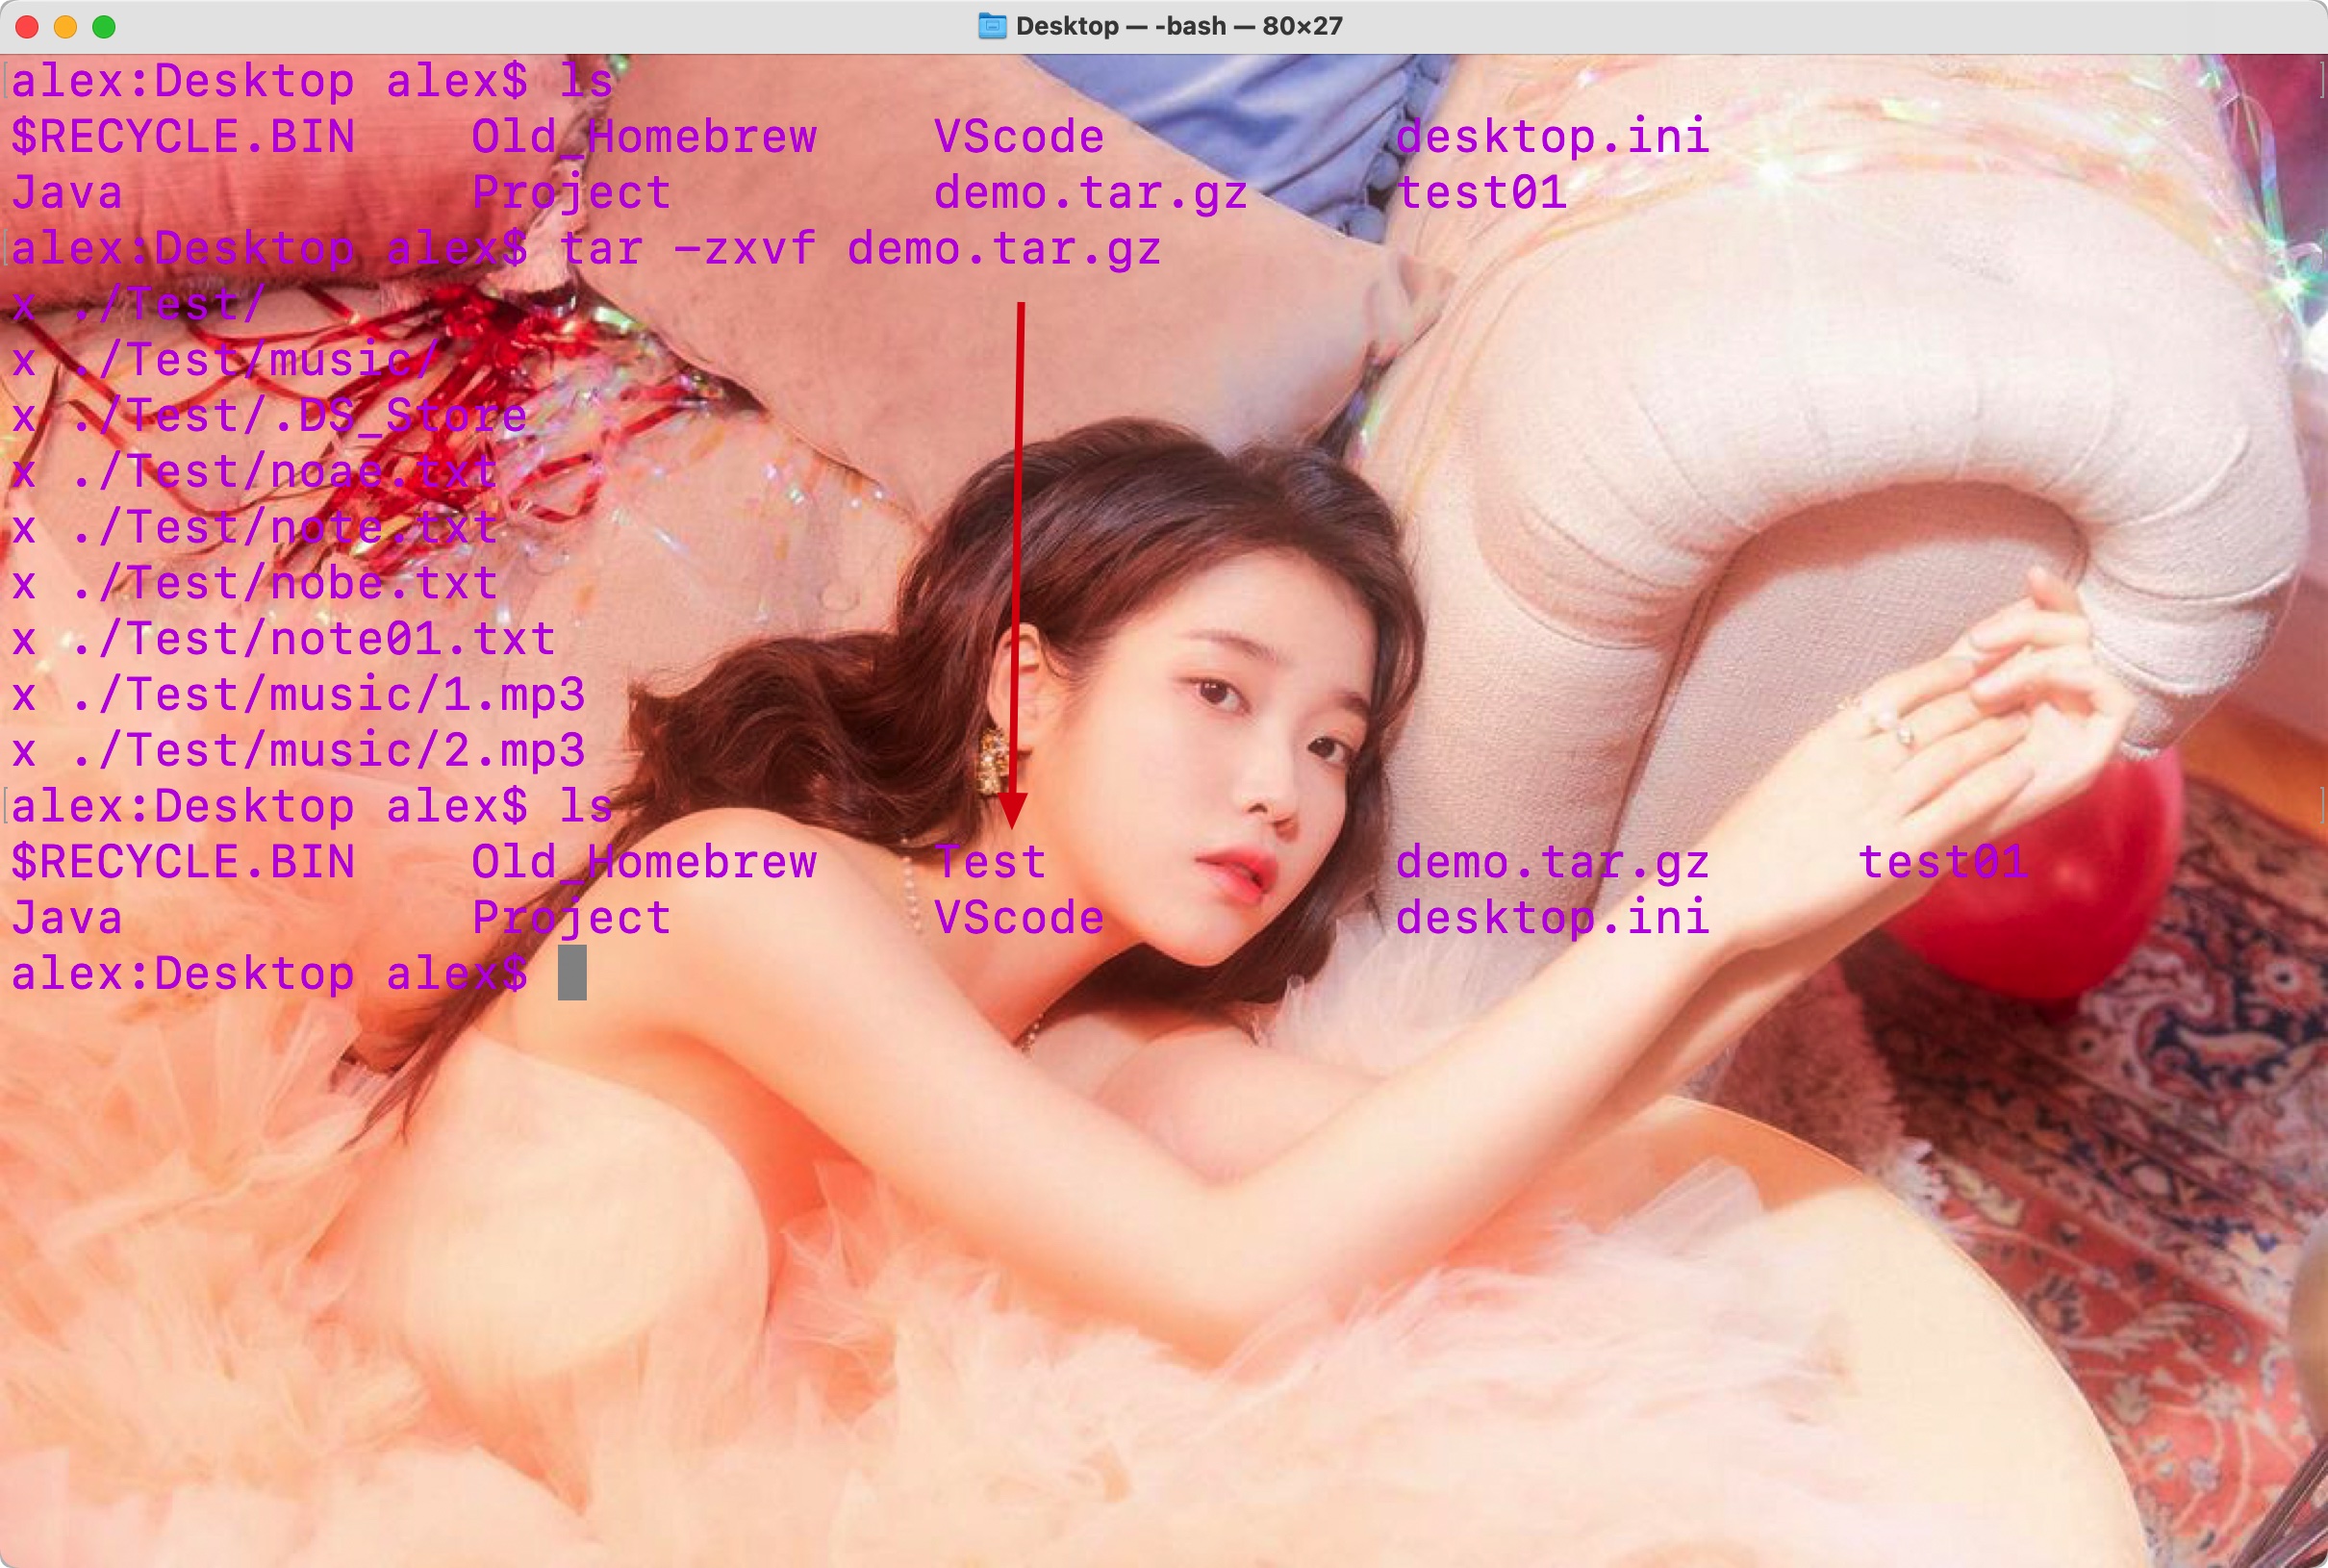 Desktop — -bash — 80×27
alex:Desktop alex$ ls
$RECYCLE.BIN    Old_Homebrew    VScode          desktop.ini
Java            Project         demo.tar.gz     test01
alex:Desktop alex$ tar -zxvf demo.tar.gz
x ./Test/
x ./Test/music/
x ./Test/.DS_Store
x ./Test/noae.txt
x ./Test/note.txt
x ./Test/nobe.txt
x ./Test/note01.txt
x ./Test/music/1.mp3
x ./Test/music/2.mp3
alex:Desktop alex$ ls
$RECYCLE.BIN    Old_Homebrew    Test            demo.tar.gz     test01
Java            Project         VScode          desktop.ini
alex:Desktop alex$